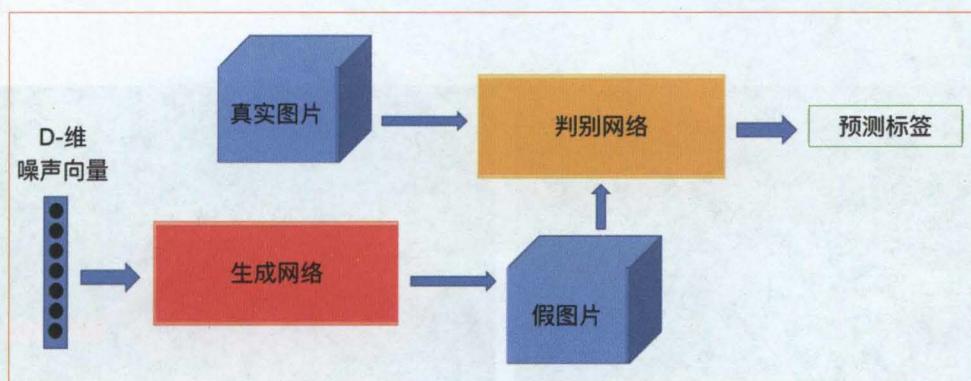 真实图片
判别网络
预测标签
D-维
噪声向量
生成网络
假图片